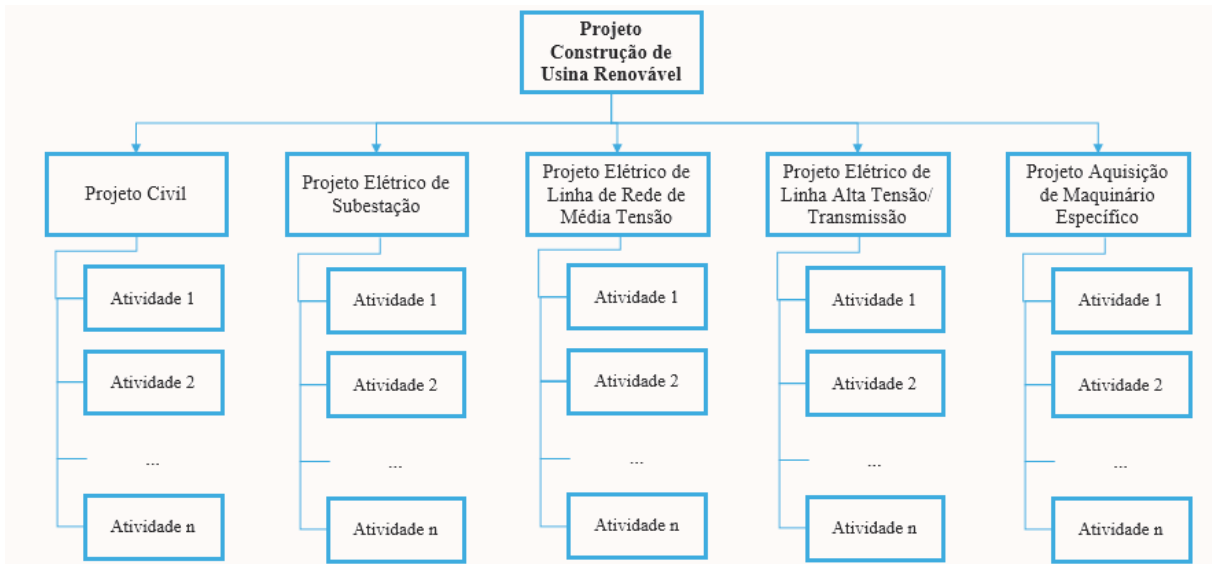 Projeto
Construção de
Usina Renovável
Projeto Civil
Projeto Elétrico de
Subestação
Projeto Elétrico de
Linha de Rede de
Média Tensão
Projeto Elétrico de
Linha Alta Tensão/
Transmissão
Projeto Aquisição
de Maquinário
Específico
Atividade 1
Atividade 1
Atividade 1
Atividade 1
Atividade 1
Atividade 2
Atividade 2
Atividade 2
Atividade 2
Atividade 2
...
...
...
...
...
Atividade n
Atividade n
Atividade n
Atividade n
Atividade n